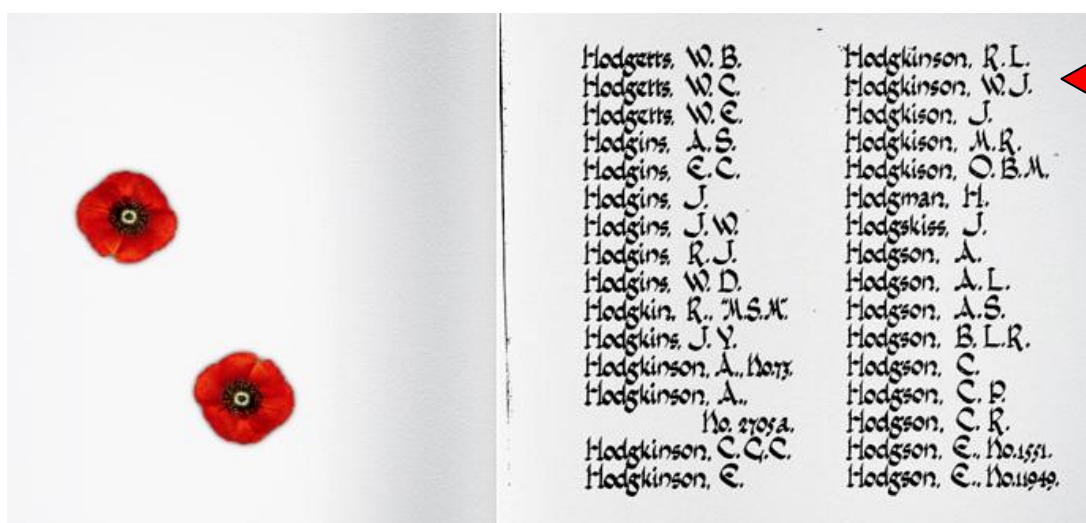 Hodgetts, W. B.
Hodgetts, W. C.
Hodgetts, W. E.
Hodgins, A. S.
Hodgins, E. C.
Hodgins, J.
Hodgins, J. W.
Hodgins, R. J.
Hodgins, W. D.
Hodgkin, R., "M.S.M".
Hodgkins, J. Y.
Hodgkinson, A., No.73.
Hodgkinson, A.,
No. 2705a.
Hodgkinson, C. G. C.
Hodgkinson, E.
Hodgkinson, R. L.
Hodgkinson, W. J.
Hodgkison, J.
Hodgkison, M. R.
Hodgkison, O. B. M.
Hodgman, H.
Hodgskiss, J.
Hodgson, A.
Hodgson, A. L.
Hodgson, A. S.
Hodgson, B. L. R.
Hodgson, C.
Hodgson, C. P.
Hodgson, C. R.
Hodgson, E., No.1551.
Hodgson, E., No.11949.